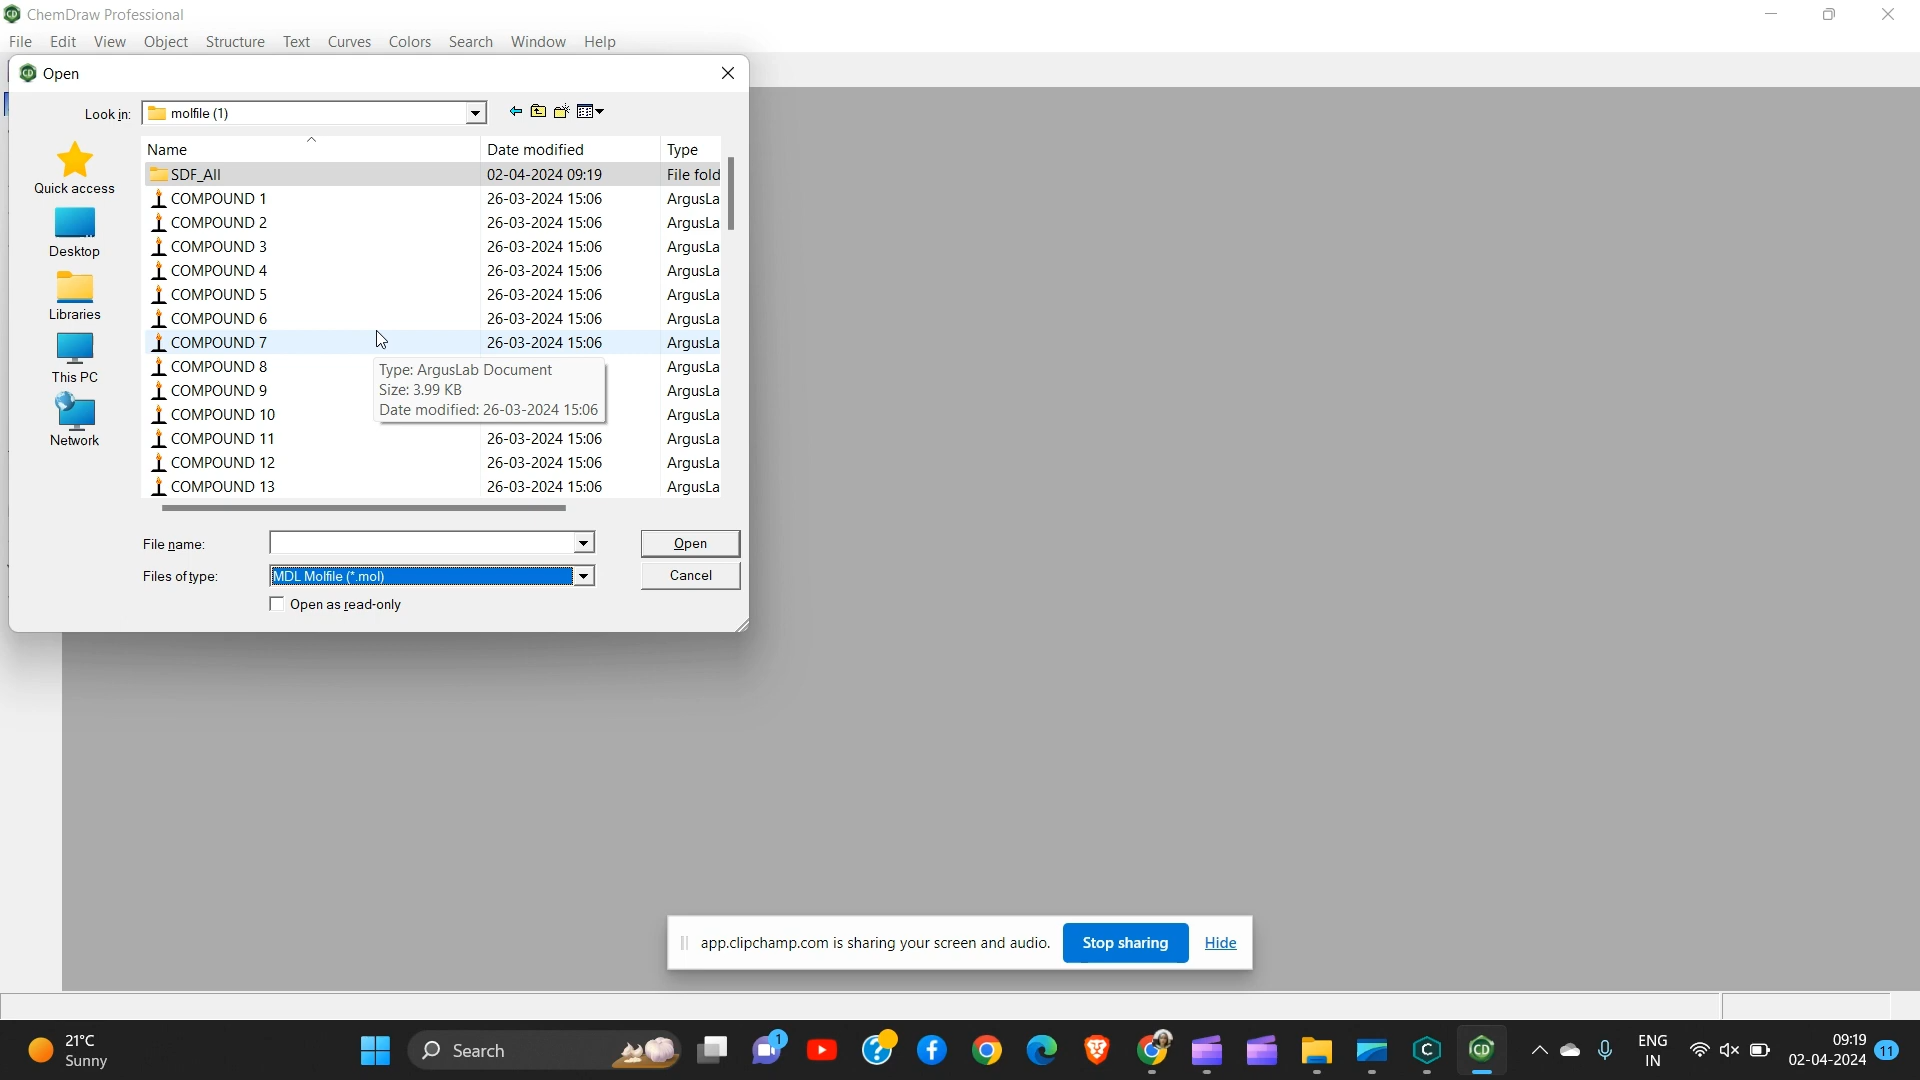 ChemDraw Professional
File Edit View Object Structure Text Curves Colors Search Window Help
Open
Look in: molfile (1)
Name Date modified Type
SDF_All 02-04-2024 09:19 File fold
COMPOUND 1 26-03-2024 15:06 ArgusLa
COMPOUND 2 26-03-2024 15:06 ArgusLa
COMPOUND 3 26-03-2024 15:06 ArgusLa
COMPOUND 4 26-03-2024 15:06 ArgusLa
COMPOUND 5 26-03-2024 15:06 ArgusLa
COMPOUND 6 26-03-2024 15:06 ArgusLa
COMPOUND 7 26-03-2024 15:06 ArgusLa
COMPOUND 8 ArgusLa
COMPOUND 9 ArgusLa
COMPOUND 10 ArgusLa
COMPOUND 11 26-03-2024 15:06 ArgusLa
COMPOUND 12 26-03-2024 15:06 ArgusLa
COMPOUND 13 26-03-2024 15:06 ArgusLa
Type: ArgusLab Document
Size: 3.99 KB
Date modified: 26-03-2024 15:06
Quick access
Desktop
Libraries
This PC
Network
File name: Open
Files of type: MDL Molfile (*.mol) Cancel
Open as read-only
app.clipchamp.com is sharing your screen and audio. Stop sharing Hide
21°C
Sunny
Search
1
ENG
IN
09:19
02-04-2024
11